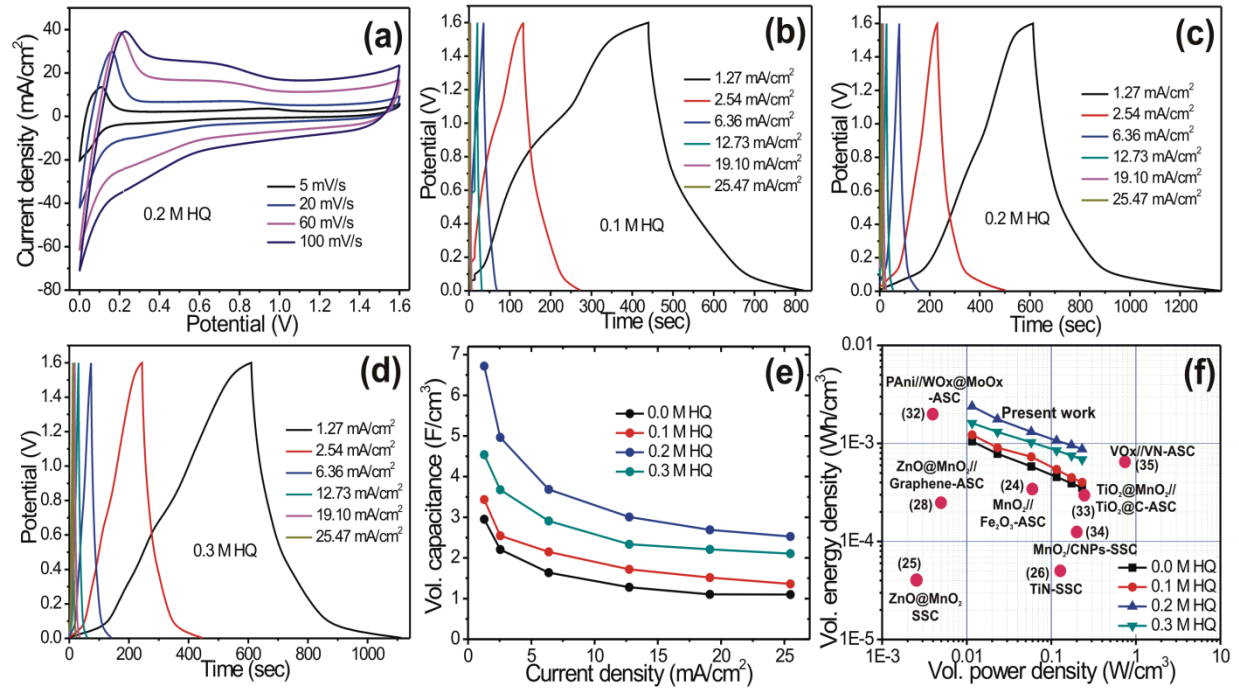 (a)
Current density (mA/cm²)
40
20
0
-20
-40
-60
-80
0.2 M HQ
5 mV/s
20 mV/s
60 mV/s
100 mV/s
0.0 0.2 0.4 0.6 0.8 1.0 1.2 1.4 1.6
Potential (V)
(b)
Potential (V)
1.6
1.4
1.2
1.0
0.8
0.6
0.4
0.2
0.0
1.27 mA/cm²
2.54 mA/cm²
6.36 mA/cm²
12.73 mA/cm²
19.10 mA/cm²
25.47 mA/cm²
0.1 M HQ
0 100 200 300 400 500 600 700 800
Time (sec)
(c)
Potential (V)
1.6
1.4
1.2
1.0
0.8
0.6
0.4
0.2
0.0
1.27 mA/cm²
2.54 mA/cm²
6.36 mA/cm²
12.73 mA/cm²
19.10 mA/cm²
25.47 mA/cm²
0.2 M HQ
0 200 400 600 800 1000 1200
Time (sec)
(d)
Potential (V)
1.6
1.4
1.2
1.0
0.8
0.6
0.4
0.2
0.0
1.27 mA/cm²
2.54 mA/cm²
6.36 mA/cm²
12.73 mA/cm²
19.10 mA/cm²
25.47 mA/cm²
0.3 M HQ
0 200 400 600 800 1000
Time (sec)
(e)
Vol. capacitance (F/cm³)
7
6
5
4
3
2
1
0
0.0 M HQ
0.1 M HQ
0.2 M HQ
0.3 M HQ
0 5 10 15 20 25
Current density (mA/cm²)
(f)
Vol. energy density (Wh/cm³)
0.01
1E-3
1E-4
1E-5
PAni//WOx@MoOx
-ASC
(32)
Present work
ZnO@MnO₂//
Graphene-ASC
(28)
(24)
MnO₂//
Fe₂O₃-ASC
VOx//VN-ASC
(35)
TiO₂@MnO₂//
(33) TiO₂@C-ASC
(34)
MnO₂/CNPs-SSC
(25)
ZnO@MnO₂
SSC
(26)
TiN-SSC
0.0 M HQ
0.1 M HQ
0.2 M HQ
0.3 M HQ
1E-3 0.01 0.1 1 10
Vol. power density (W/cm³)